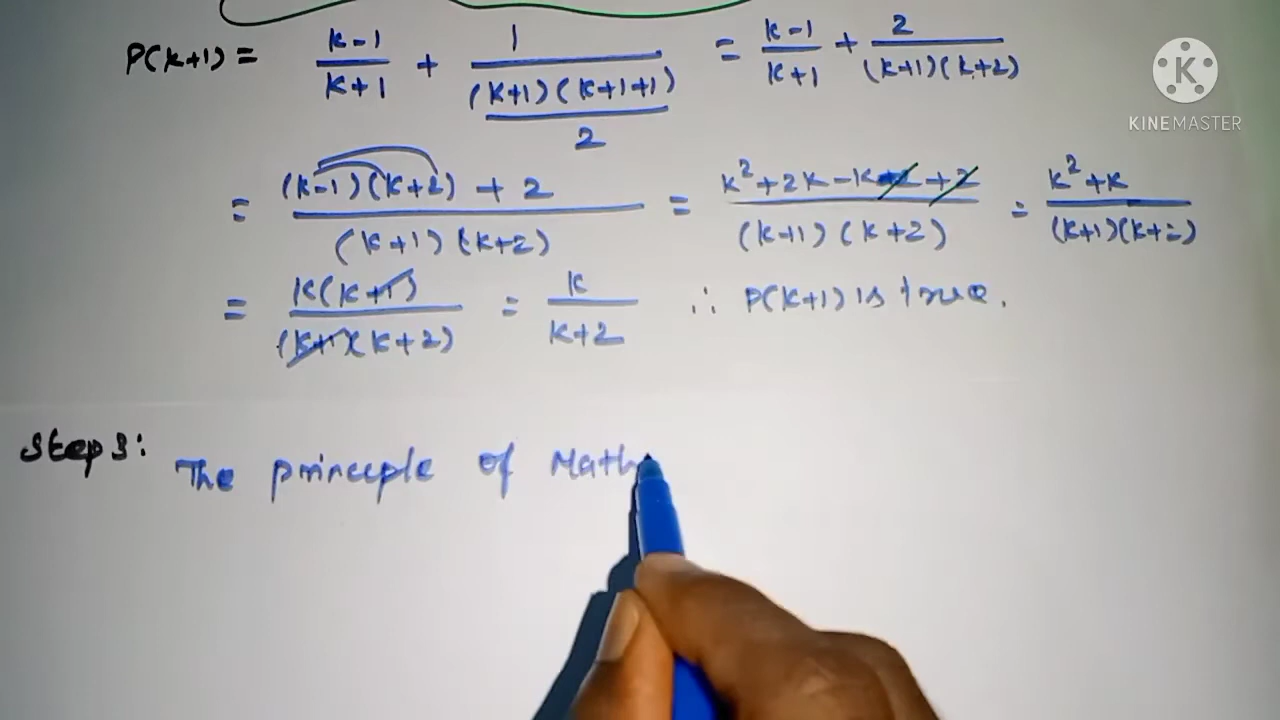 P(k+1) = k-1/k+1 + 1/((k+1)(k+1+1)/2) = k-1/k+1 + 2/(k+1)(k+2)
= (k-1)(k+2) + 2/(k+1)(k+2) = k²+2k-k-2+2/(k+1)(k+2) = k²+k/(k+1)(k+2)
= k(k+1)/(k+1)(k+2) = k/k+2 ∴ P(k+1) is true.
Step 3: The principle of Math
K
KINEMASTER